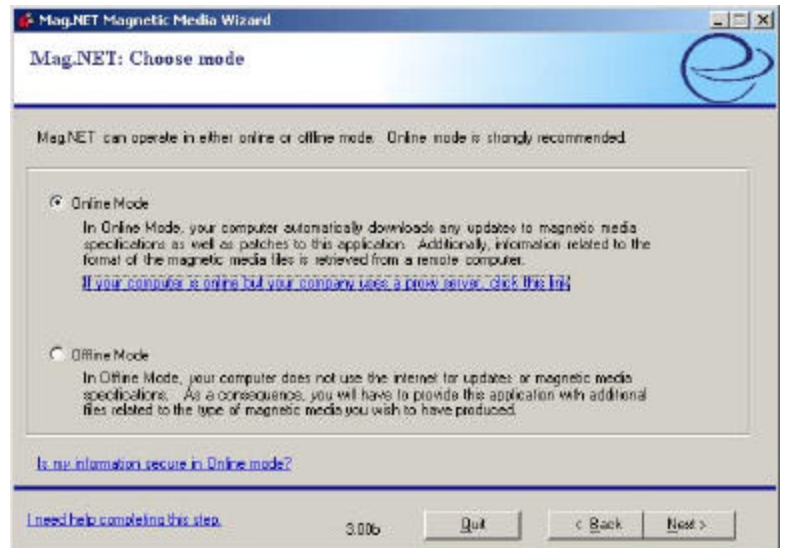 Mag.NET Magnetic Media Wizard
Mag.NET: Choose mode
Mag.NET can operate in either online or offline mode. Online mode is strongly recommended.
Online Mode
In Online Mode, your computer automatically downloads any updates to magnetic media
specifications as well as patches to this application. Additionally, information related to the
format of the magnetic media files is retrieved from a remote computer.
If your computer is online but your company uses a proxy server, click this link
Offline Mode
In Offline Mode, your computer does not use the internet for updates or magnetic media
specifications. As a consequence, you will have to provide this application with additional
files related to the type of magnetic media you wish to have produced.
Is my information secure in Online mode?
I need help completing this step. 3.00b Quit < Back Next >